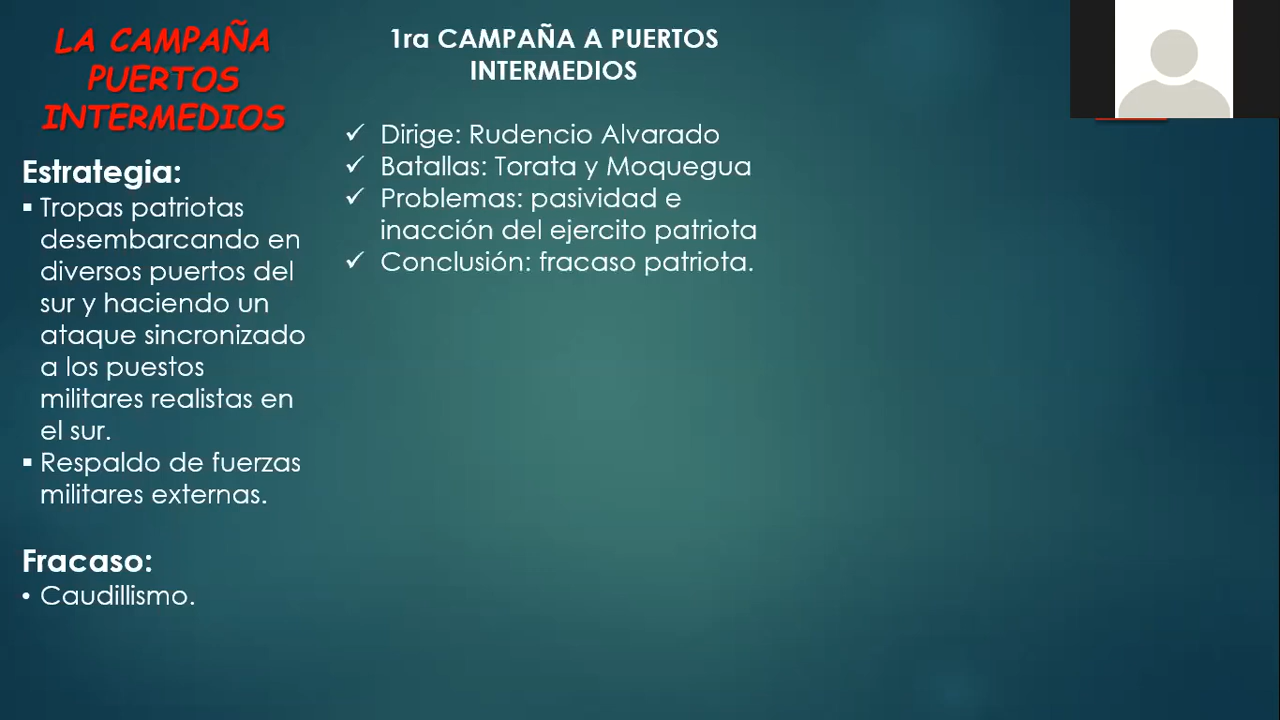 LA CAMPAÑA
PUERTOS
INTERMEDIOS
Estrategia:
▪ Tropas patriotas
desembarcando en
diversos puertos del
sur y haciendo un
ataque sincronizado
a los puestos
militares realistas en
el sur.
▪ Respaldo de fuerzas
militares externas.
Fracaso:
• Caudillismo.
1ra CAMPAÑA A PUERTOS
INTERMEDIOS
✓ Dirige: Rudencio Alvarado
✓ Batallas: Torata y Moquegua
✓ Problemas: pasividad e
inacción del ejercito patriota
✓ Conclusión: fracaso patriota.